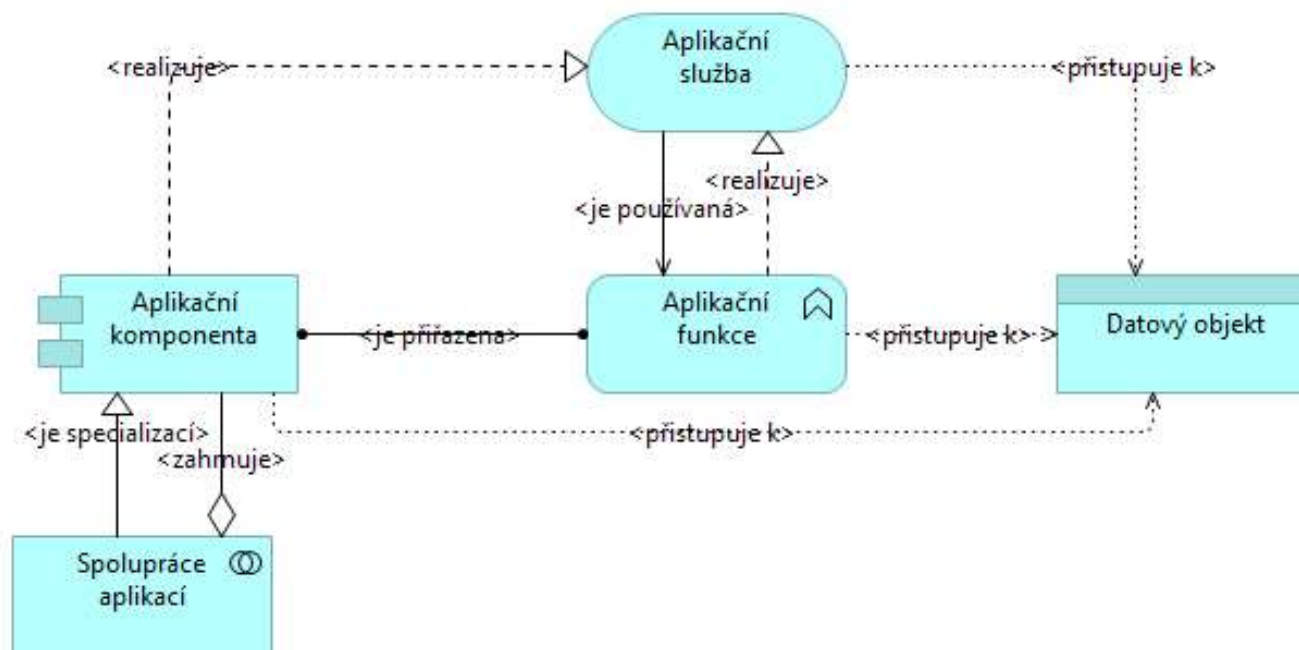 Aplikační
služba
<realizuje>
<přistupuje k>
<realizuje>
<je používaná>
Aplikační
komponenta
<je přiřazena>
Aplikační
funkce
<přistupuje k>
Datový objekt
<je specializací>
<zahrnuje>
<přistupuje k>
Spolupráce
aplikací